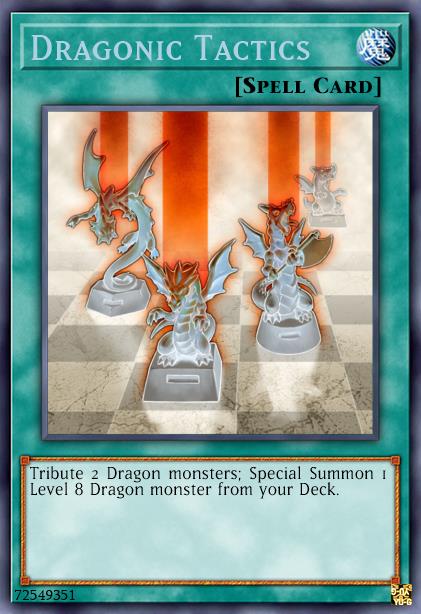 Dragonic Tactics
魔
[Spell Card]
Tribute 2 Dragon monsters; Special Summon 1
Level 8 Dragon monster from your Deck.
72549351